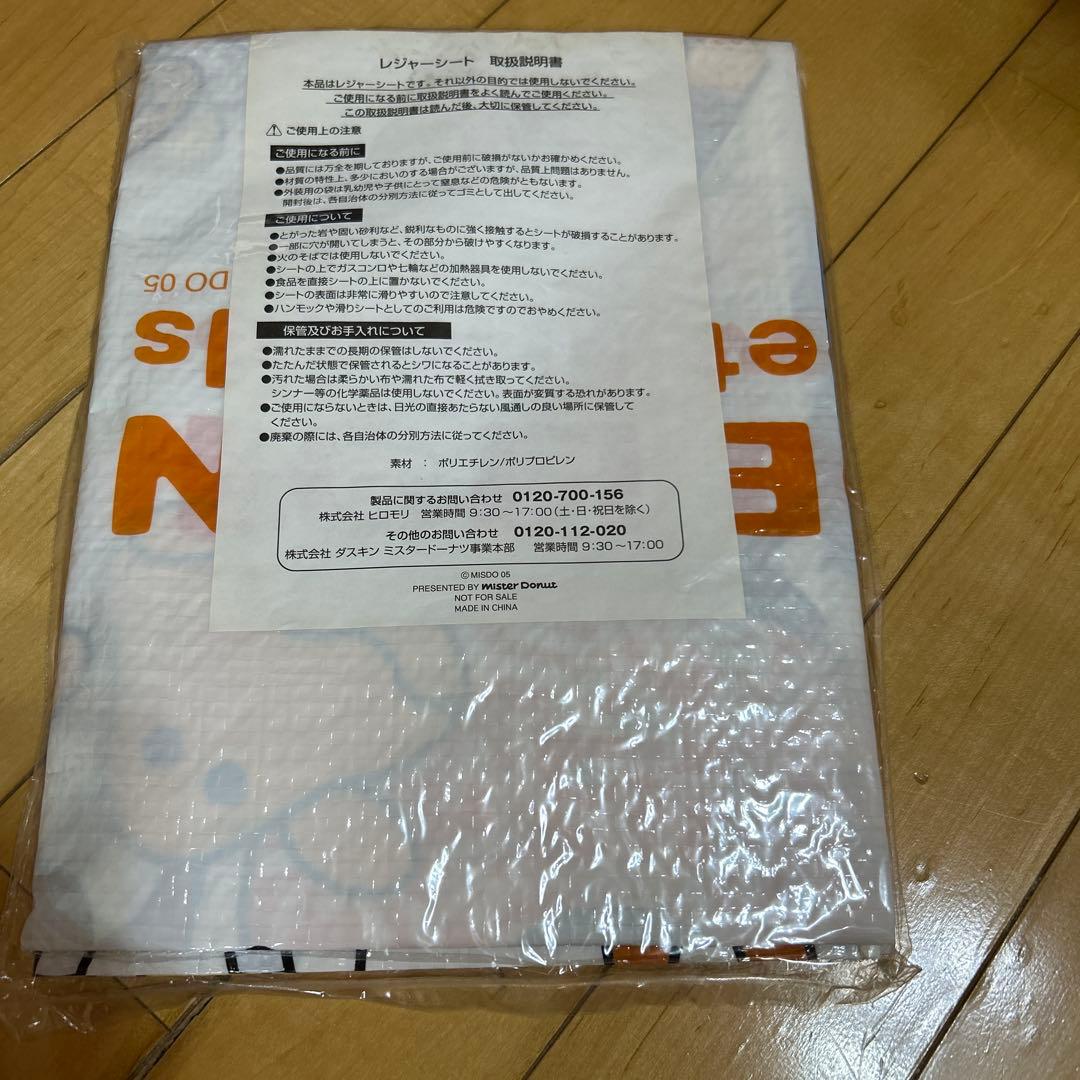 レジャーシート 取扱説明書
本品はレジャーシートです。それ以外の目的では使用しないでください。
ご使用になる前に取扱説明書をよく読んでご使用ください。
この取扱説明書は読んだ後、大切に保管してください。
⚠ ご使用上の注意
ご使用になる前に
●品質には万全を期しておりますが、ご使用前に破損がないかお確かめください。
●材質の特性上、多少においのする場合がございますが、品質上問題はありません。
●外装用の袋は乳幼児や子供にとって窒息などの危険がともないます。
開封後は、各自治体の分別方法に従ってゴミとして出してください。
ご使用について
●とがった岩や固い砂利など、鋭利なものに強く接触するとシートが破損することがあります。
●一部に穴が開いてしまうと、その部分から破けやすくなります。
●火のそばでは使用しないでください。
●シートの上でガスコンロや七輪などの加熱器具を使用しないでください。
●食品を直接シートの上に置かないでください。
●シートの表面は非常に滑りやすいので注意してください。
●ハンモックや滑りシートとしてのご利用は危険ですのでおやめください。
保管及びお手入れについて
●濡れたままでの長期の保管はしないでください。
●たたんだ状態で保管されるとシワになることがあります。
●汚れた場合は柔らかい布や濡れた布で軽く拭き取ってください。
シンナー等の化学薬品は使用しないでください。表面が変質する恐れがあります。
●ご使用にならないときは、日光の直接あたらない風通しの良い場所に保管して
ください。
●廃棄の際には、各自治体の分別方法に従ってください。
素材 : ポリエチレン/ポリプロピレン
製品に関するお問い合わせ 0120-700-156
株式会社 ヒロモリ 営業時間 9:30～17:00(土・日・祝日を除く)
その他のお問い合わせ 0120-112-020
株式会社 ダスキン ミスタードーナツ事業本部 営業時間 9:30～17:00
©MISDO 05
PRESENTED BY mister Donut
NOT FOR SALE
MADE IN CHINA
DO 05